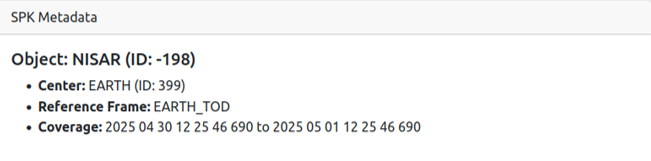 SPK Metadata
Object: NISAR (ID: -198)
• Center: EARTH (ID: 399)
• Reference Frame: EARTH_TOD
• Coverage: 2025 04 30 12 25 46 690 to 2025 05 01 12 25 46 690